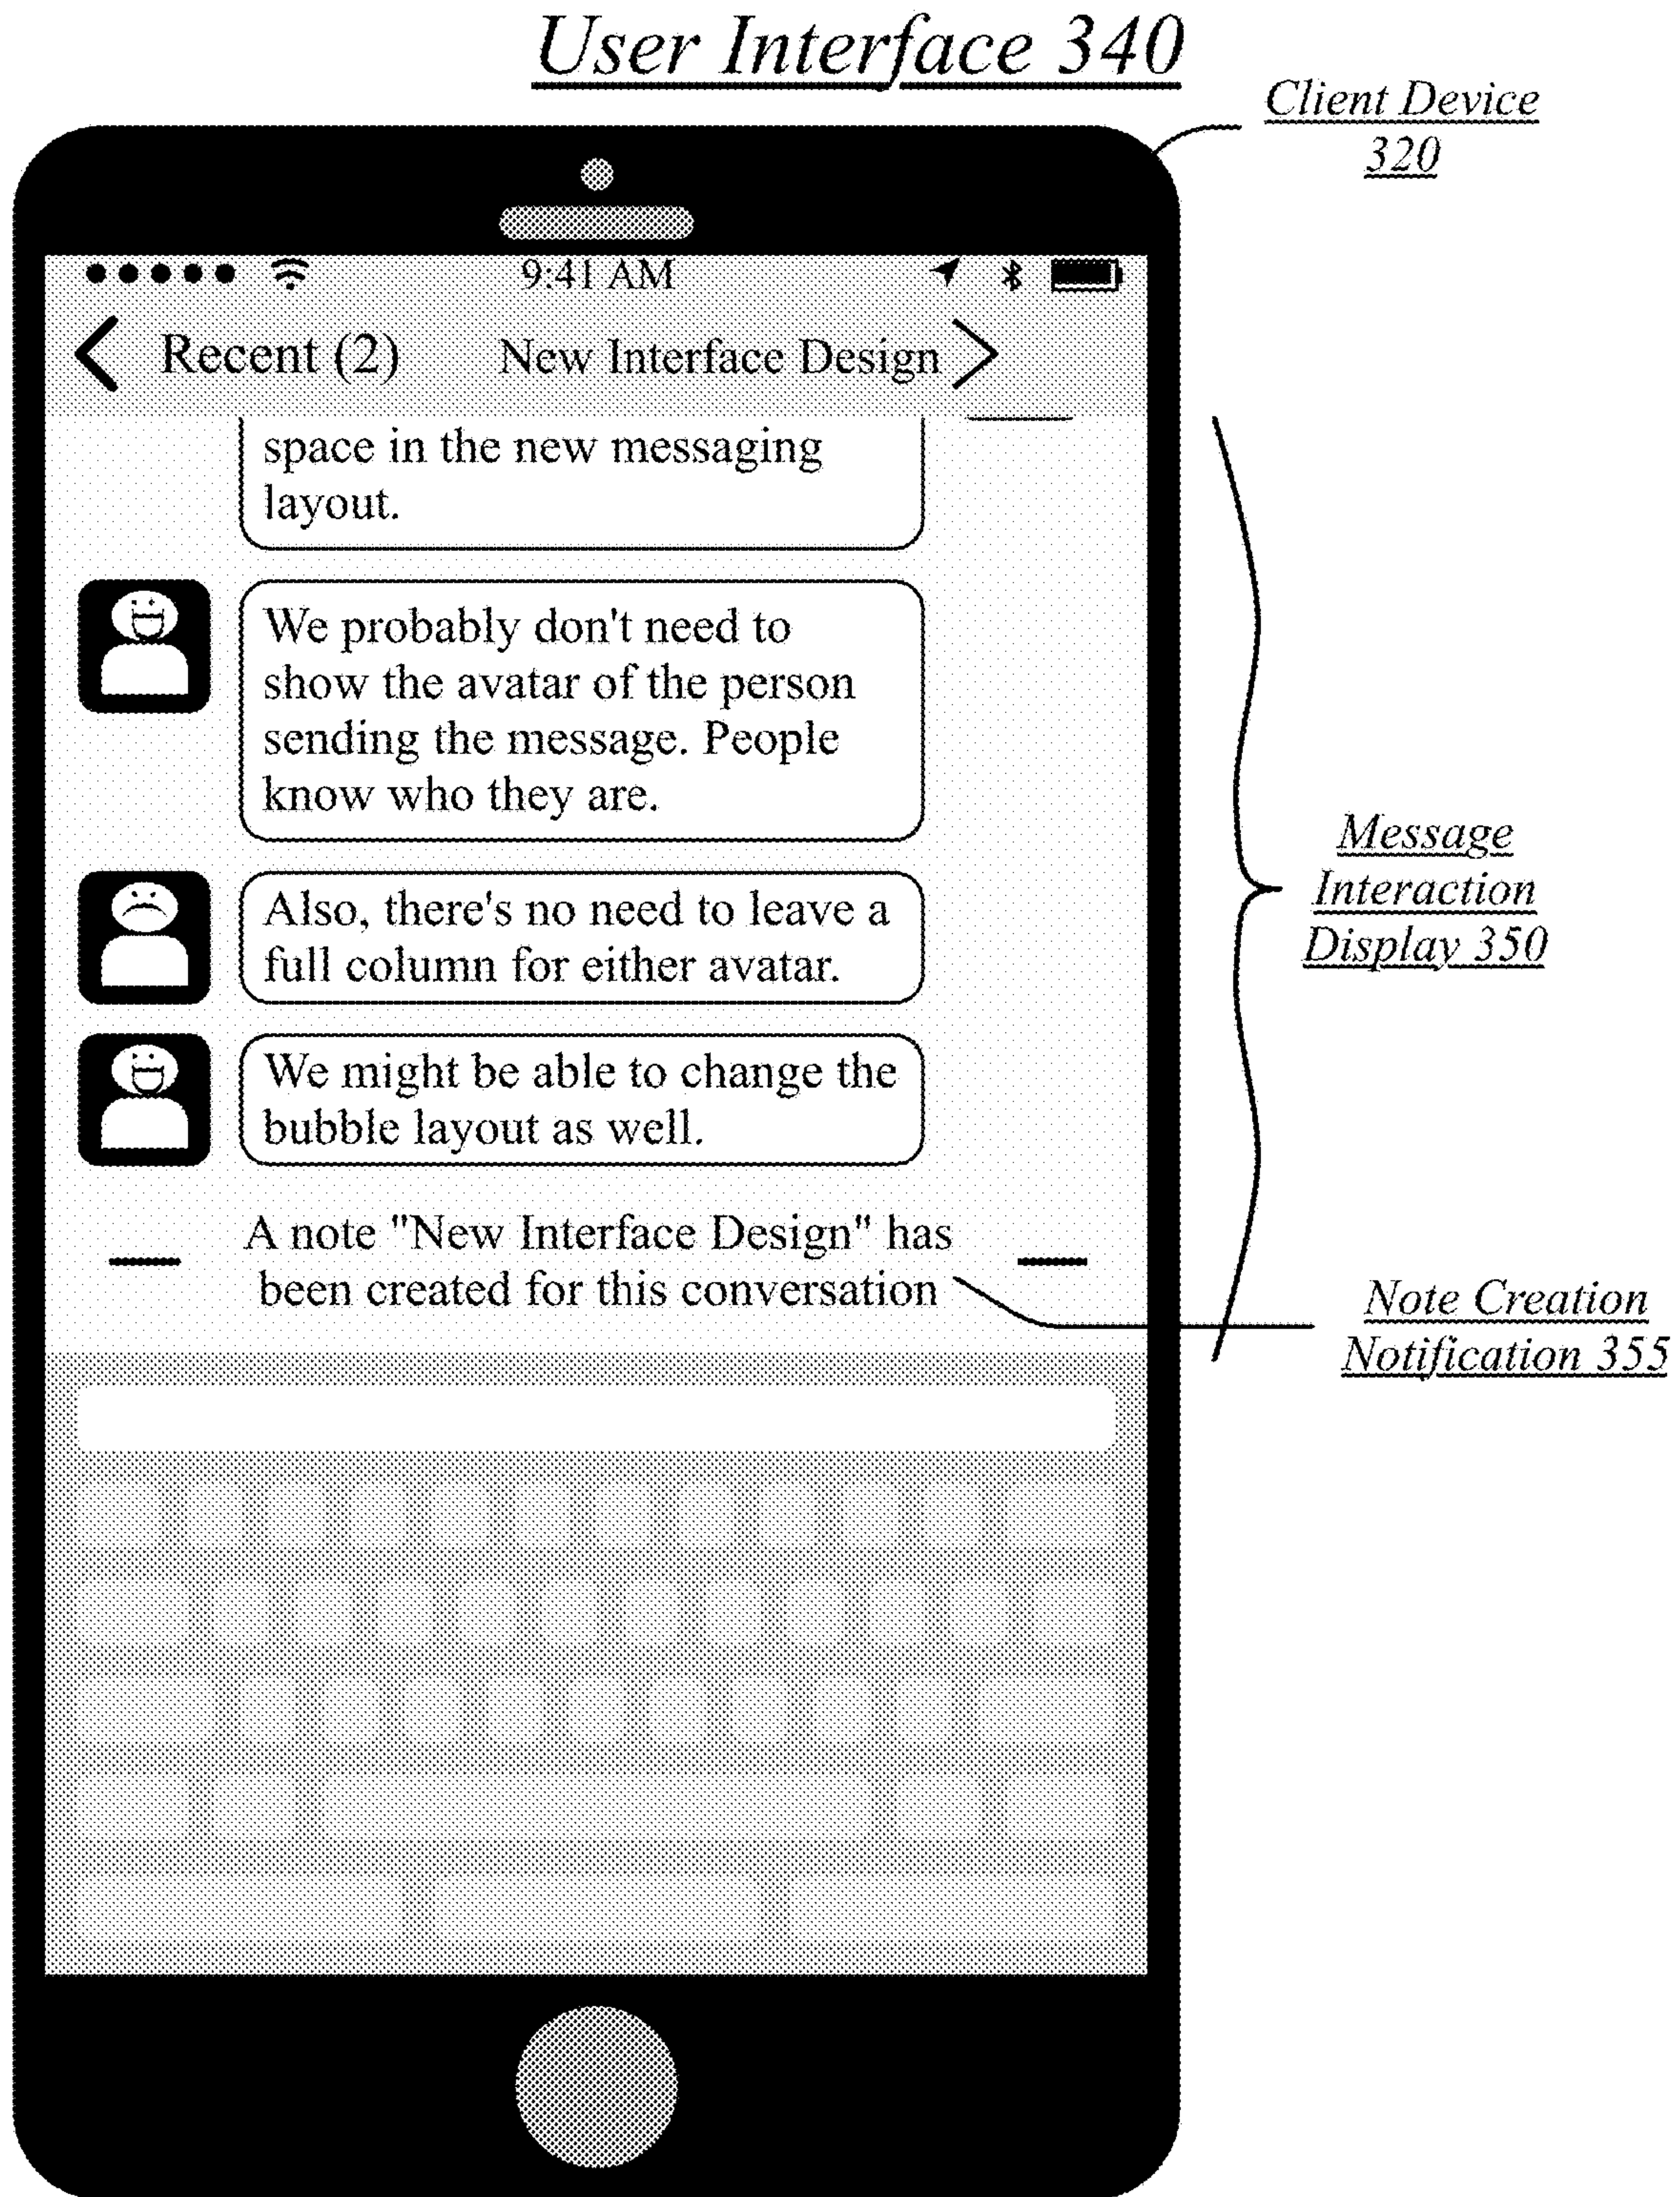 User Interface 340
Client Device
320
9:41 AM
Recent (2)
New Interface Design
space in the new messaging
layout.
We probably don't need to
show the avatar of the person
sending the message. People
know who they are.
Also, there's no need to leave a
full column for either avatar.
We might be able to change the
bubble layout as well.
A note "New Interface Design" has
been created for this conversation
Message
Interaction
Display 350
Note Creation
Notification 355